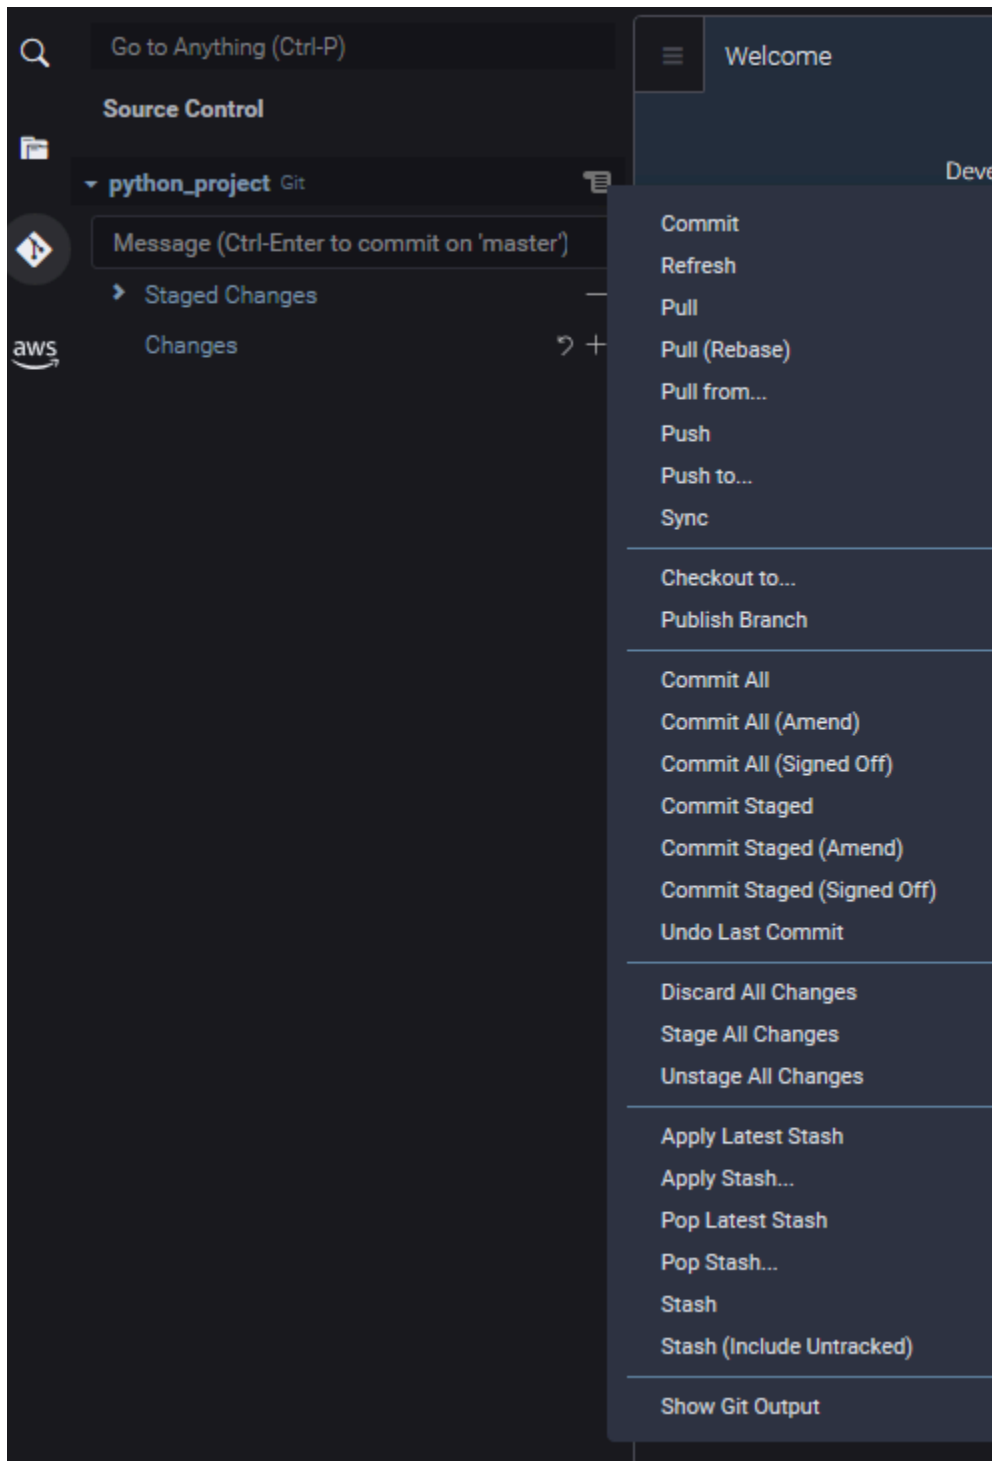 Go to Anything (Ctrl-P)
Welcome
Source Control
Deve
python_project Git
Message (Ctrl-Enter to commit on 'master')
Staged Changes
Changes
aws
Commit
Refresh
Pull
Pull (Rebase)
Pull from...
Push
Push to...
Sync
Checkout to...
Publish Branch
Commit All
Commit All (Amend)
Commit All (Signed Off)
Commit Staged
Commit Staged (Amend)
Commit Staged (Signed Off)
Undo Last Commit
Discard All Changes
Stage All Changes
Unstage All Changes
Apply Latest Stash
Apply Stash...
Pop Latest Stash
Pop Stash...
Stash
Stash (Include Untracked)
Show Git Output